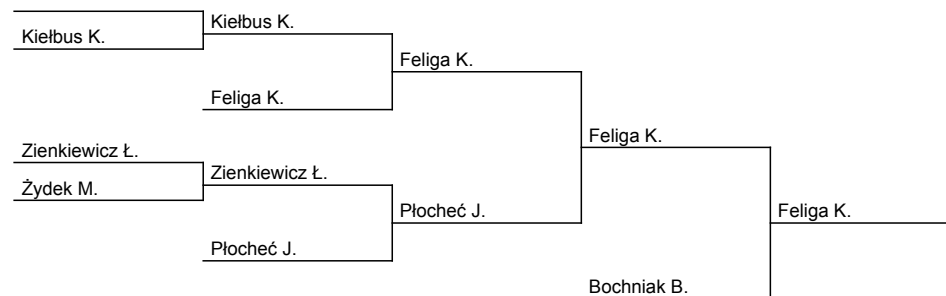 Kiełbus K.
Kiełbus K.
Feliga K.
Feliga K.
Feliga K.
Zienkiewicz Ł.
Zienkiewicz Ł.
Żydek M.
Płocheć J.
Feliga K.
Płocheć J.
Bochniak B.